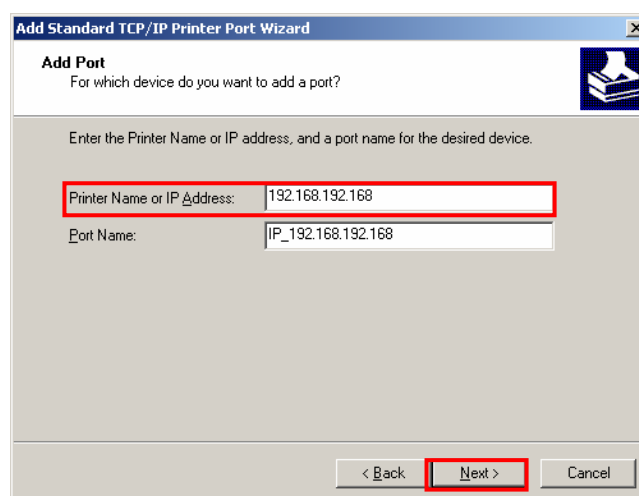 Add Standard TCP/IP Printer Port Wizard
Add Port
For which device do you want to add a port?
Enter the Printer Name or IP address, and a port name for the desired device.
Printer Name or IP Address: 192.168.192.168
Port Name: IP_192.168.192.168
< Back Next > Cancel